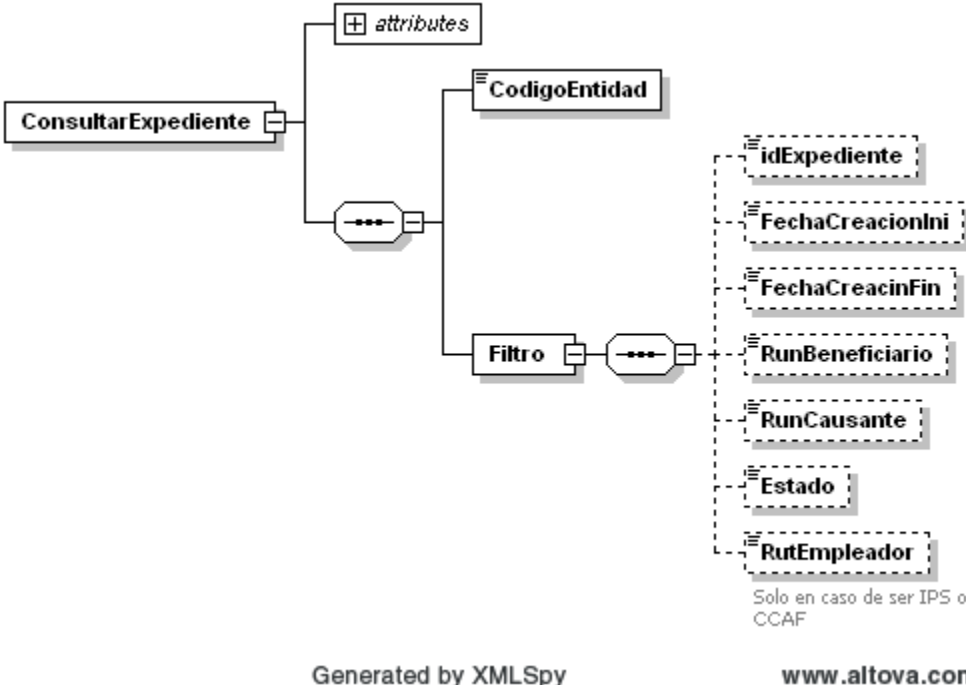 attributes
CodigoEntidad
ConsultarExpediente
idExpediente
FechaCreacionIni
FechaCreacinFin
Filtro
RunBeneficiario
RunCausante
Estado
RutEmpleador
Solo en caso de ser IPS o
CCAF
Generated by XMLSpy
www.altova.com